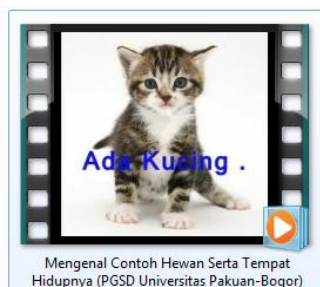 Ada Kucing .
Mengenal Contoh Hewan Serta Tempat
Hidupnya (PGSD Universitas Pakuan-Bogor)